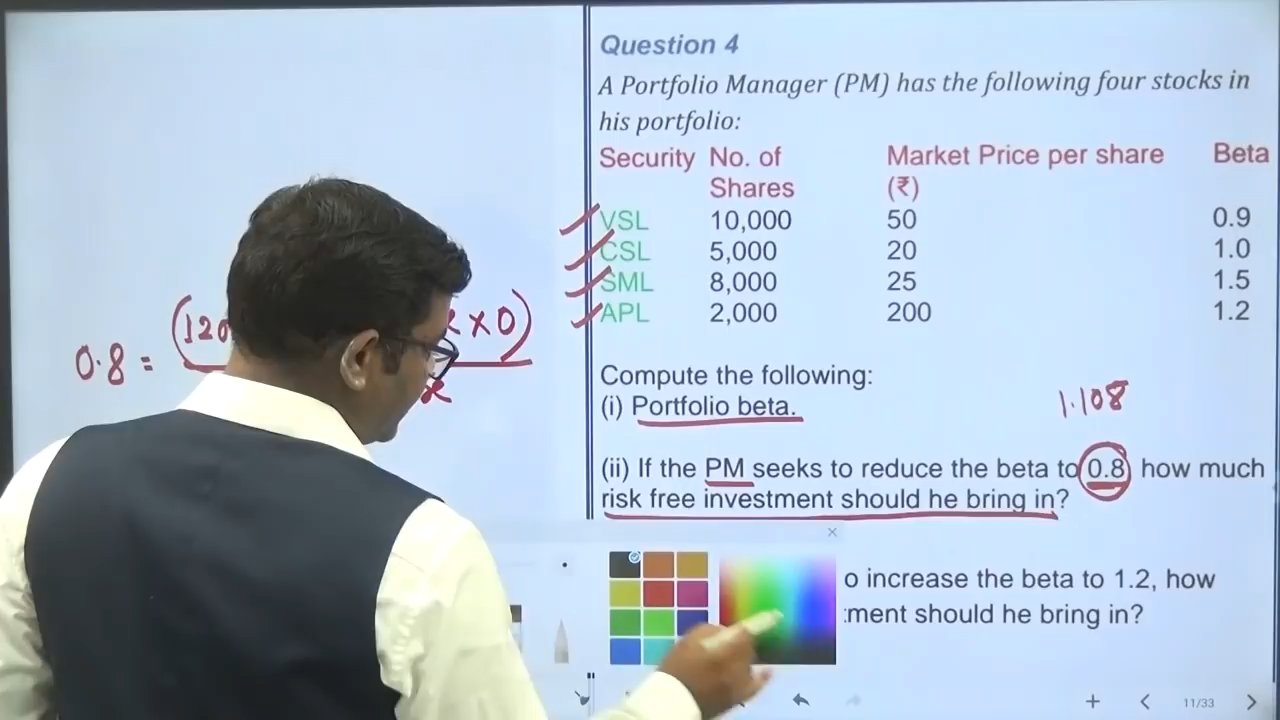 Question 4
A Portfolio Manager (PM) has the following four stocks in
his portfolio:
Security No. of Shares Market Price per share (₹) Beta
VSL 10,000 50 0.9
CSL 5,000 20 1.0
SML 8,000 25 1.5
APL 2,000 200 1.2
(120 x × 0)
0.8 =
x
Compute the following:
(i) Portfolio beta.
1.108
(ii) If the PM seeks to reduce the beta to 0.8 how much
risk free investment should he bring in?
o increase the beta to 1.2, how
ment should he bring in?
11/33